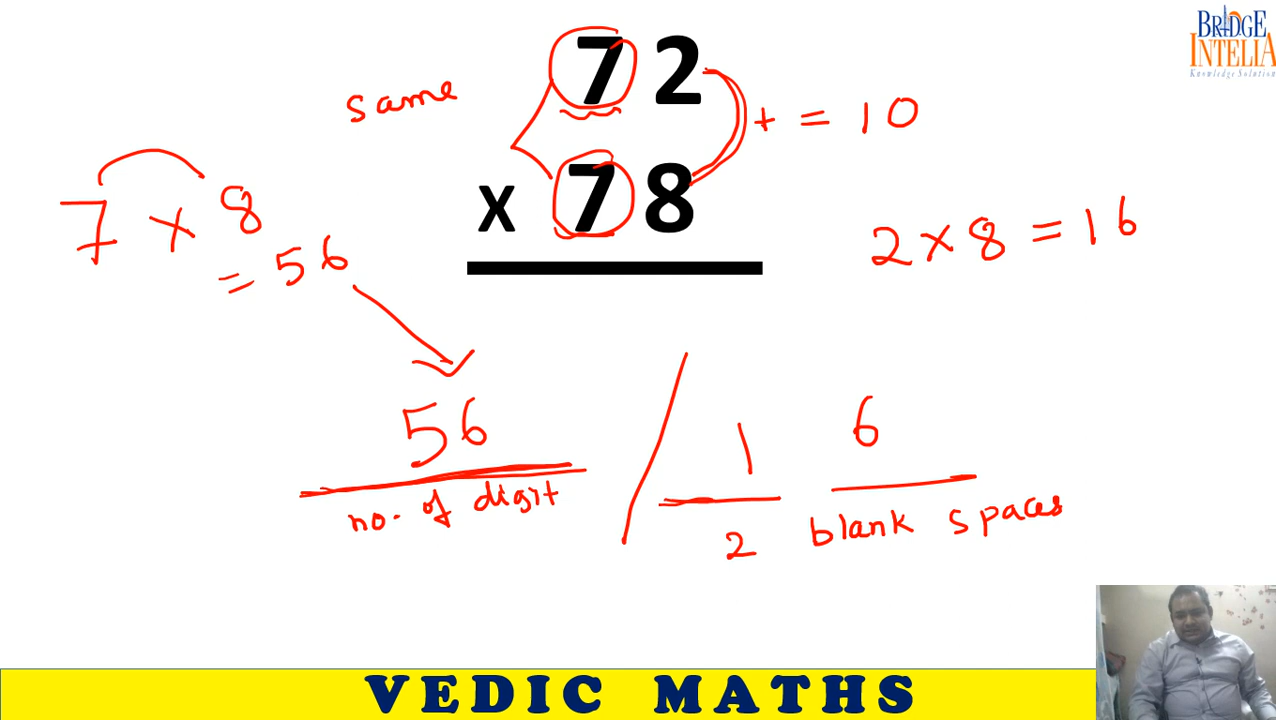 BRIDGE
INTELIA
Knowledge Solution
72
same
+ = 10
x 78
7 x 8
= 56
2 x 8 = 16
56 / 1 6
no. of digit
2 blank spaces
VEDIC MATHS